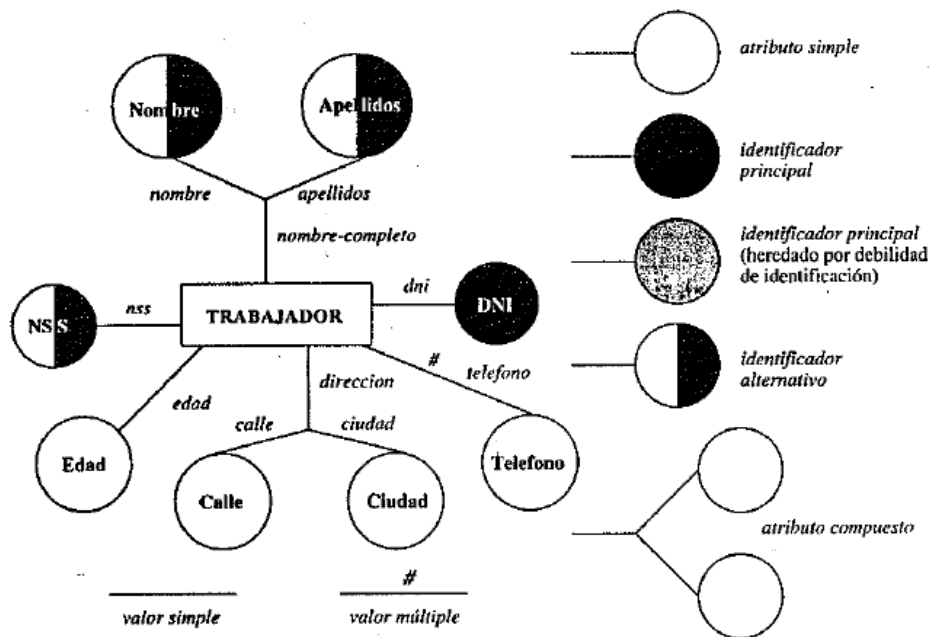 Nombre
Apellidos
nombre
apellidos
nombre-completo
NSS
nss
TRABAJADOR
dni
DNI
#
telefono
direccion
edad
calle
ciudad
Edad
Calle
Ciudad
Telefono
valor simple
#
valor múltiple
atributo simple
identificador
principal
identificador principal
(heredado por debilidad
de identificación)
identificador
alternativo
atributo compuesto